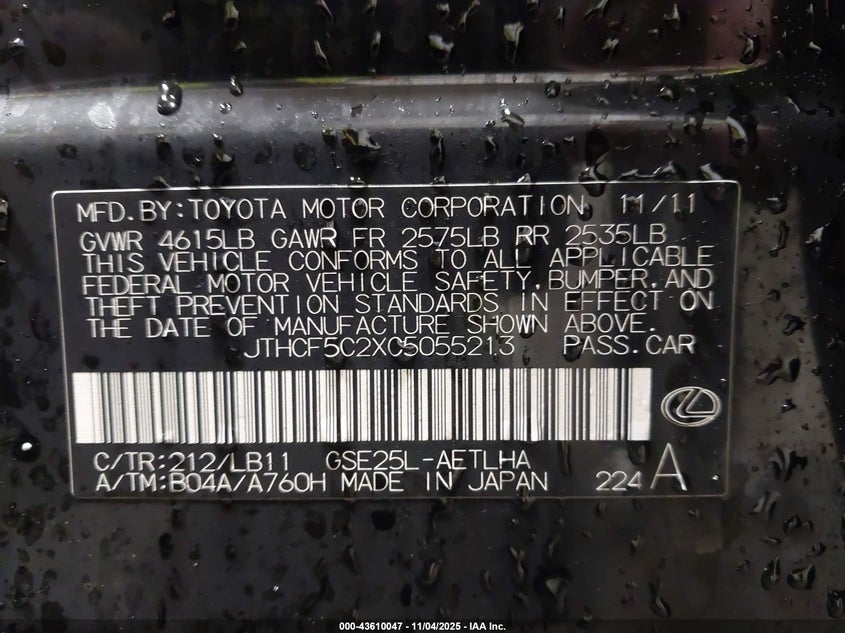 MFD.BY:TOYOTA MOTOR CORPORATION 11/11
GVWR 4615LB GAWR FR 2575LB RR 2535LB
THIS VEHICLE CONFORMS TO ALL APPLICABLE
FEDERAL MOTOR VEHICLE SAFETY,BUMPER,AND
THEFT PREVENTION STANDARDS IN EFFECT ON
THE DATE OF MANUFACTURE SHOWN ABOVE.
JTHCF5C2XC5055213 PASS.CAR
C/TR:212/LB11 GSE25L-AETLHA
A/TM:B04A/A760H MADE IN JAPAN 224 A
000-43610047 - 11/04/2025 - IAA Inc.